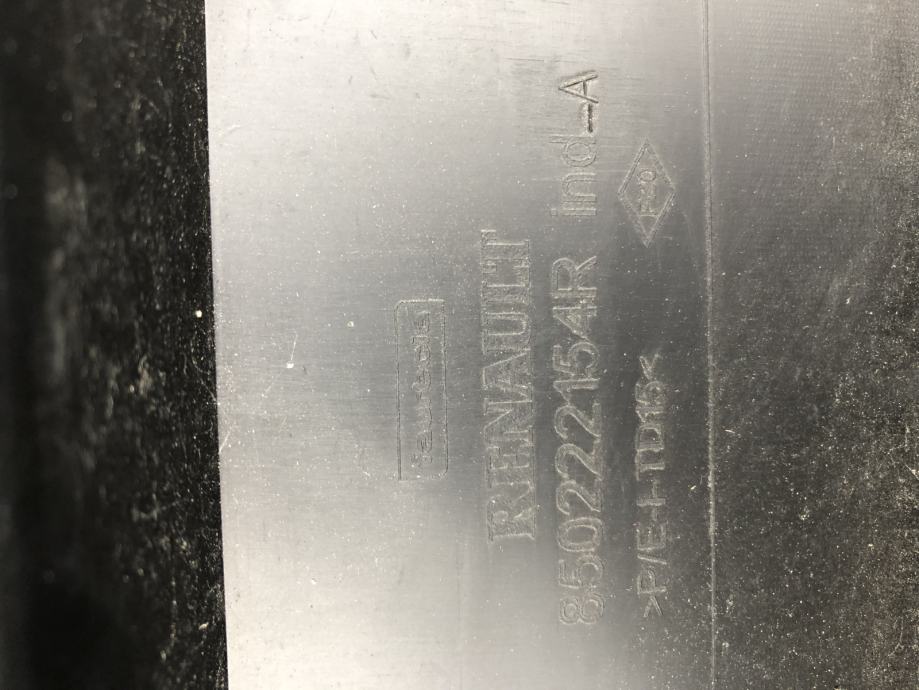 RENAULT
850222154R ind-A
>P/E-I-TD15<